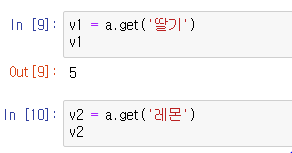 In [9]: v1 = a.get('딸기')
v1
Out[9]: 5
In [10]: v2 = a.get('레몬')
v2